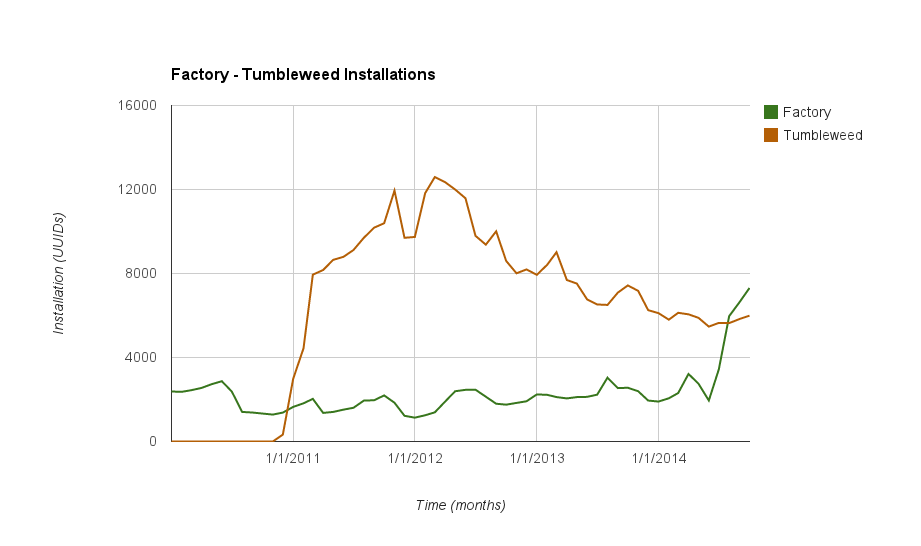 Factory - Tumbleweed Installations
16000
12000
8000
4000
0
Installation (UUIDs)
1/1/2011 1/1/2012 1/1/2013 1/1/2014
Time (months)
Factory
Tumbleweed